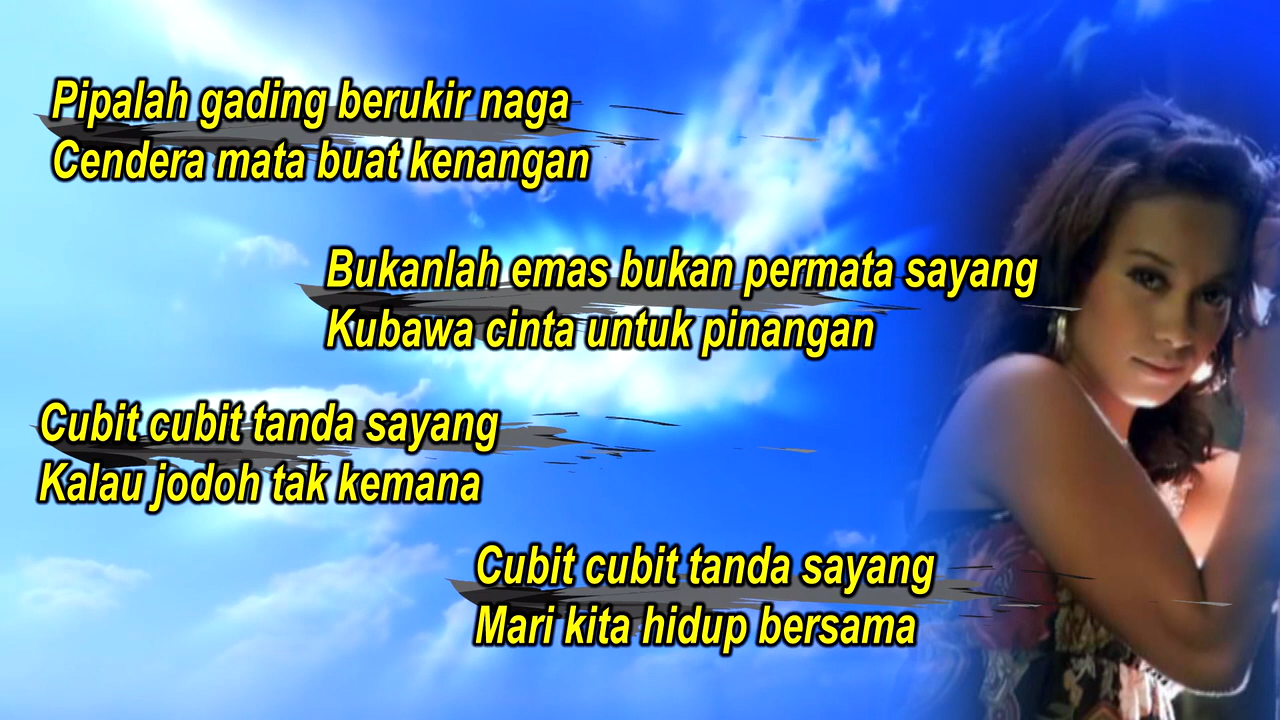 Pipalah gading berukir naga
Cendera mata buat kenangan
Bukanlah emas bukan permata sayang
Kubawa cinta untuk pinangan
Cubit cubit tanda sayang
Kalau jodoh tak kemana
Cubit cubit tanda sayang
Mari kita hidup bersama